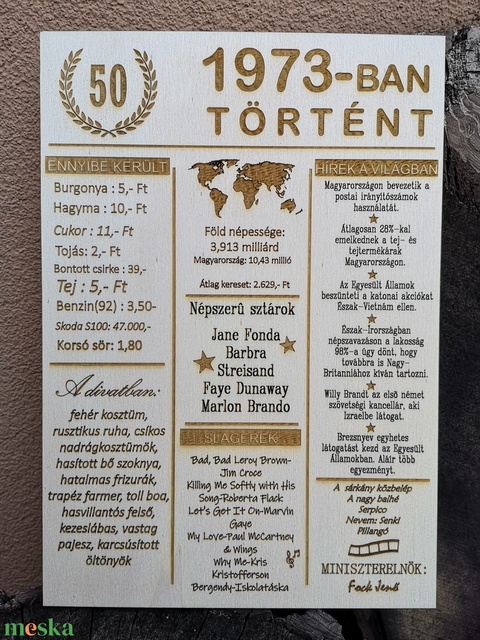 50
1973-BAN
TÖRTÉNT
ENNYIBE KERÜLT
Burgonya : 5,- Ft
Hagyma : 10,- Ft
Cukor : 11,- Ft
Tojás: 2,- Ft
Bontott csirke : 39,-
Tej : 5,- Ft
Benzin(92) : 3,50-
Skoda S100: 47.000,-
Korsó sör: 1,80
A divatban:
fehér kosztüm,
rusztikus ruha, csíkos
nadrágkosztümök,
hasított bő szoknya,
hatalmas frizurák,
trapéz farmer, toll boa,
hasvillantós felső,
kezeslábas, vastag
pajesz, karcsúsított
öltönyök
Föld népessége:
3,913 milliárd
Magyarország: 10,43 millió
Átlag kereset: 2.629,- Ft
Népszerű sztárok
Jane Fonda
Barbra
Streisand
Faye Dunaway
Marlon Brando
SLÁGEREK
Bad, Bad Leroy Brown-
Jim Croce
Killing Me Softly with His
Song-Roberta Flack
Let's Get It On-Marvin
Gaye
My Love-Paul McCartney
& Wings
Why Me-Kris
Kristofferson
Bergendy-Iskolatáska
HÍREK A VILÁGBAN
Magyarországon bevezetik a
postai irányítószámok
használatát.
Átlagosan 28%-kal
emelkednek a tej- és
tejtermékárak
Magyarországon.
Az Egyesült Államok
beszünteti a katonai akciókat
Észak-Vietnám ellen.
Észak-Írországban
népszavazáson a lakosság
98%-a úgy dönt, hogy
továbbra is Nagy-
Britanniához kíván tartozni.
Willy Brandt az első német
szövetségi kancellár, aki
Izraelbe látogat.
Brezsnyev egyhetes
látogatást kezd az Egyesült
Államokban. Aláír több
egyezményt.
A sárkány közbelép
A nagy balhé
Serpico
Nevem: Senki
Pillangó
MINISZTERELNÖK:
Fock Jenő
meska